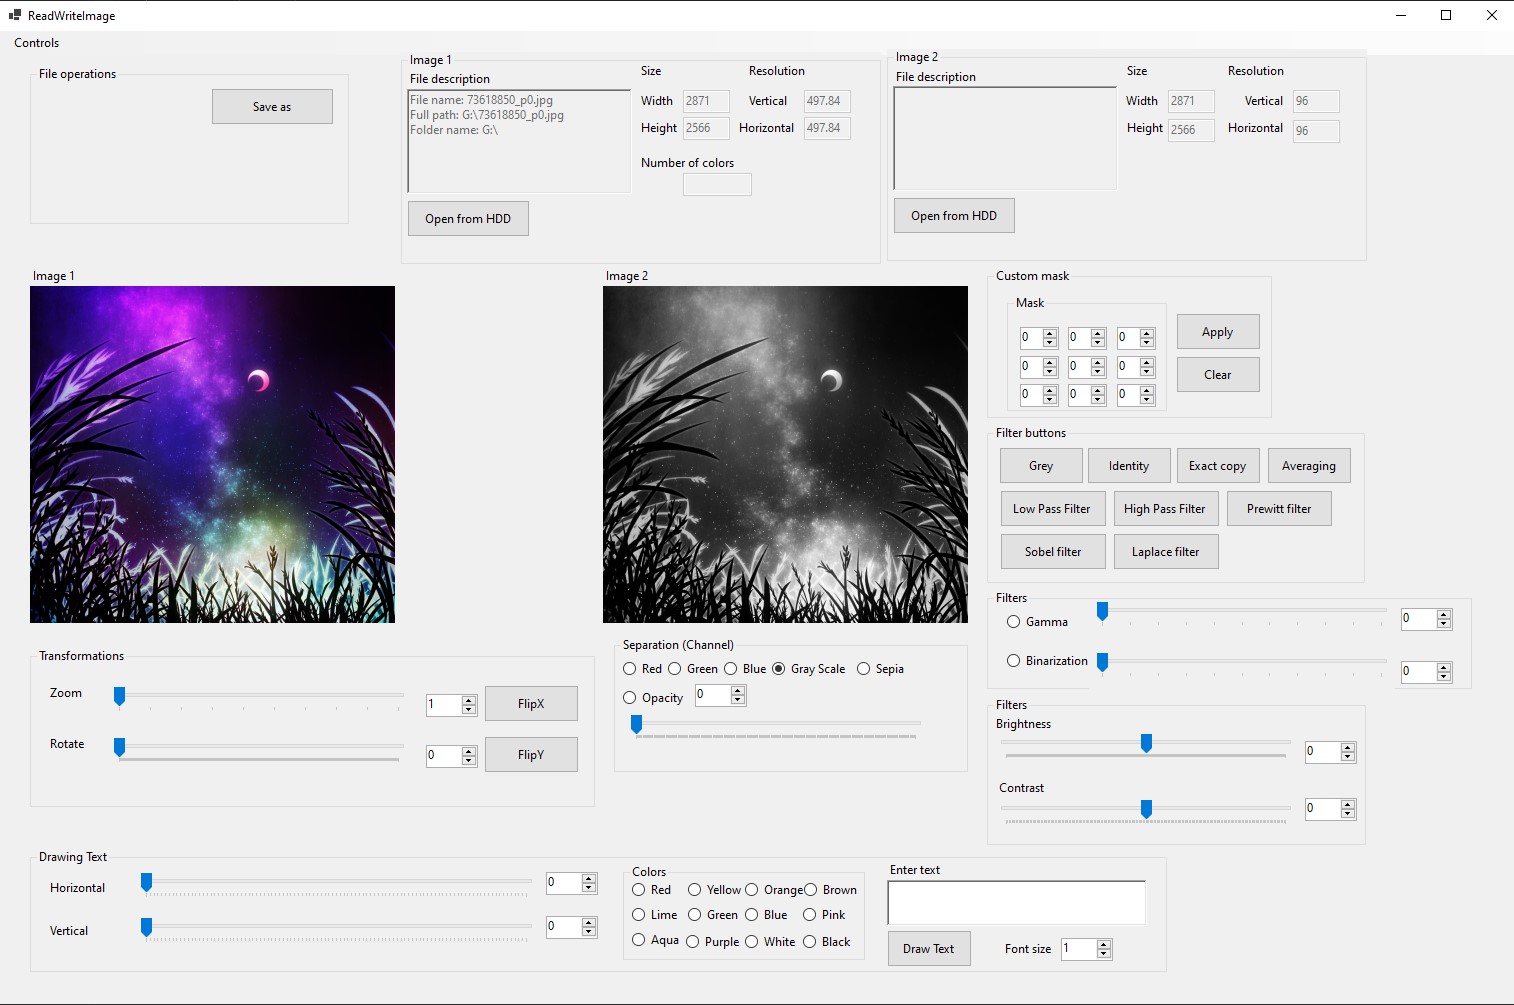 ReadWriteImage
Controls
File operations
Save as
Image 1
File description
File name: 73618850_p0.jpg
Full path: G:\73618850_p0.jpg
Folder name: G:\
Open from HDD
Size
Width 2871
Height 2566
Resolution
Vertical 497.84
Horizontal 497.84
Number of colors
Image 2
File description
Open from HDD
Size
Width 2871
Height 2566
Resolution
Vertical 96
Horizontal 96
Image 1
Image 2
Custom mask
Mask
0 0 0
0 0 0
0 0 0
Apply
Clear
Filter buttons
Grey Identity Exact copy Averaging
Low Pass Filter High Pass Filter Prewitt filter
Sobel filter Laplace filter
Filters
Gamma 0
Binarization 0
Transformations
Zoom 1 FlipX
Rotate 0 FlipY
Separation (Channel)
Red Green Blue Gray Scale Sepia
Opacity 0
Filters
Brightness
0
Contrast
0
Drawing Text
Horizontal 0
Vertical 0
Colors
Red Yellow Orange Brown
Lime Green Blue Pink
Aqua Purple White Black
Enter text
Draw Text Font size 1